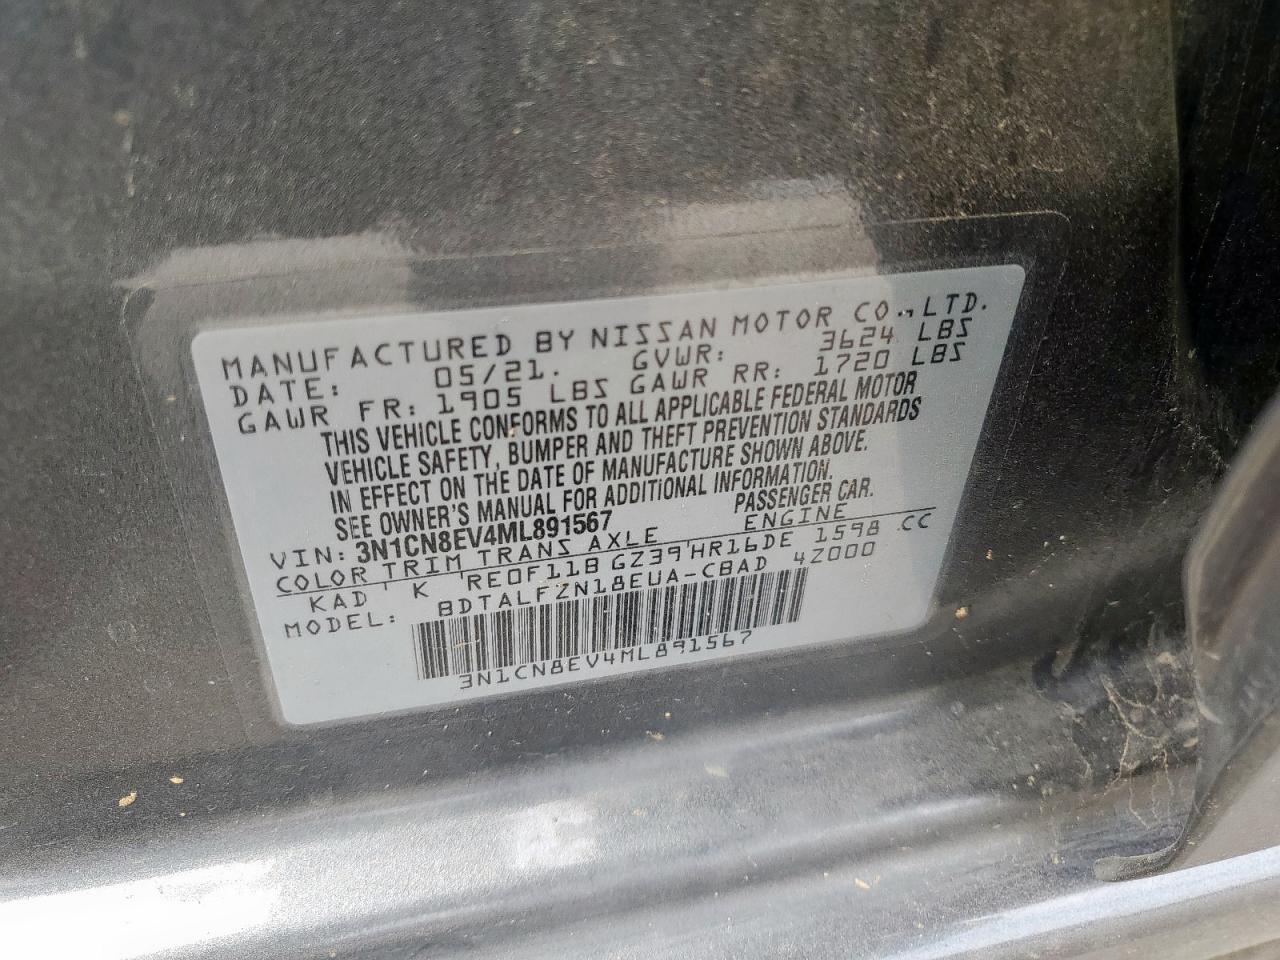 MANUFACTURED BY NISSAN MOTOR CO., LTD.
DATE: 05/21. GVWR: 3624 LBS
GAWR FR: 1905 LBS GAWR RR: 1720 LBS
THIS VEHICLE CONFORMS TO ALL APPLICABLE FEDERAL MOTOR
VEHICLE SAFETY, BUMPER AND THEFT PREVENTION STANDARDS
IN EFFECT ON THE DATE OF MANUFACTURE SHOWN ABOVE.
SEE OWNER'S MANUAL FOR ADDITIONAL INFORMATION.
VIN: 3N1CN8EV4ML891567 PASSENGER CAR.
COLOR TRIM TRANS AXLE ENGINE
KAD K RE0F11B GZ39 HR16DE 1598 CC
MODEL: BDTALFZN18EUA-CBAD 4Z000
3N1CN8EV4ML891567